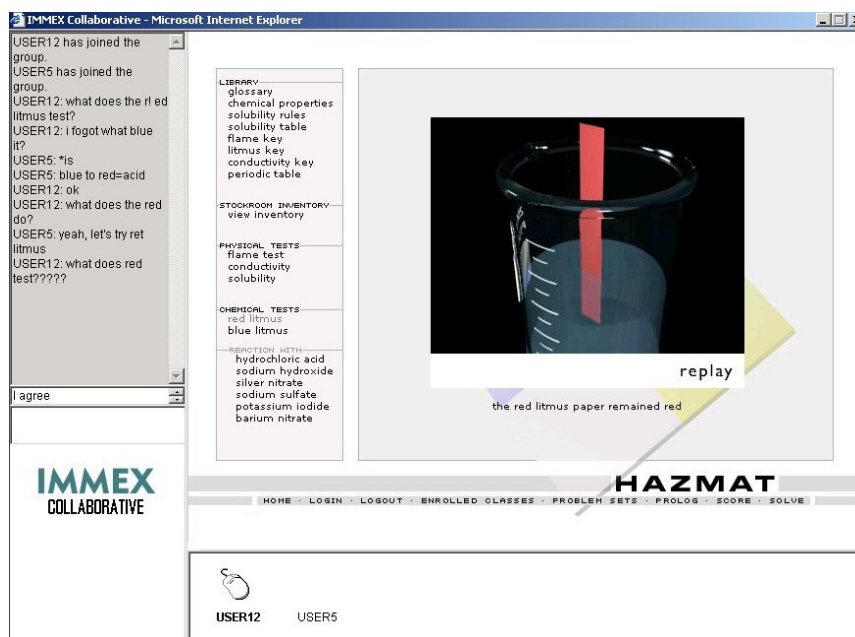 IMMEX Collaborative - Microsoft Internet Explorer
USER12 has joined the
group.
USER5 has joined the
group.
USER12: what does the r! ed
litmus test?
USER12: i fogot what blue
it?
USER5: *is
USER5: blue to red=acid
USER12: ok
USER12: what does the red
do?
USER5: yeah, let's try ret
litmus
USER12: what does red
test?????
I agree
IMMEX
COLLABORATIVE
LIBRARY
glossary
chemical properties
solubility rules
solubility table
flame key
litmus key
conductivity key
periodic table
STOCKROOM INVENTORY
view inventory
PHYSICAL TESTS
flame test
conductivity
solubility
CHEMICAL TESTS
red litmus
blue litmus
REACTION WITH
hydrochloric acid
sodium hydroxide
silver nitrate
sodium sulfate
potassium iodide
barium nitrate
replay
the red litmus paper remained red
HAZMAT
HOME · LOGIN · LOGOUT · ENROLLED CLASSES · PROBLEM SETS · PROLOG · SCORE · SOLVE
USER12 USER5